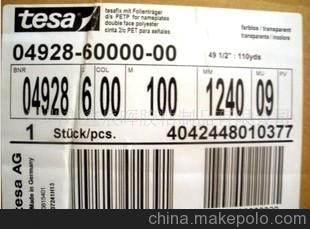 tesa
tesafix mit Folienträger
d/s PETP for nameplates
double face polyester
cinta 2/c PET para señales
farblos / transparent
transparente / incolore
04928-60000-00
49 1/2" : 110yds
BNR COL M MM MU PV
04928 6 00 100 1240 09
1 Stück/pcs. 4042448010377
tesa AG
Made in Germany
china.makepolo.com